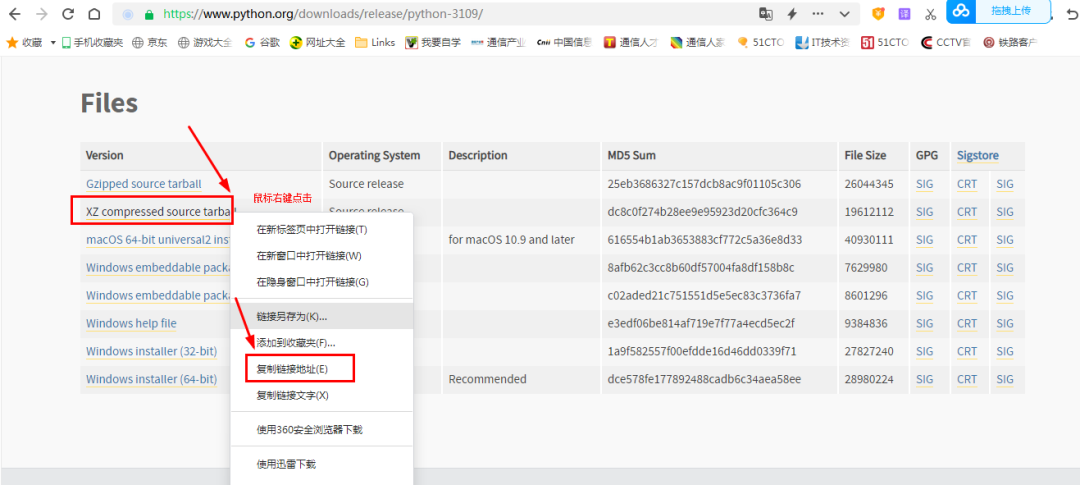 https://www.python.org/downloads/release/python-3109/
拖拽上传
收藏 手机收藏夹 京东 游戏大全 谷歌 网址大全 Links 我要自学 通信产业 中国信息 通信人才 通信人家 51CTO IT技术资 51CTO CCTV官 铁路客户
Files
Version Operating System Description MD5 Sum File Size GPG Sigstore
Gzipped source tarball Source release 25eb3686327c157dcb8ac9f01105c306 26044345 SIG CRT SIG
鼠标右键点击
XZ compressed source tarball Source release dc8c0f274b28ee9e95923d20cfc364c9 19612112 SIG CRT SIG
macOS 64-bit universal2 inst for macOS 10.9 and later 616554b1ab3653883cf772c5a36e8d33 40930111 SIG CRT SIG
Windows embeddable packa 8afb62c3cc8b60df57004fa8df158b8c 7629980 SIG CRT SIG
Windows embeddable packa c02aded21c751551d5e5ec83c3736fa7 8601296 SIG CRT SIG
Windows help file e3edf06be814af719e7f77a4ecd5ec2f 9384836 SIG CRT SIG
Windows installer (32-bit) 1a9f582557f00efdde16d46dd0339f71 27827240 SIG CRT SIG
Windows installer (64-bit) Recommended dce578fe177892488cadb6c34aea58ee 28980224 SIG CRT SIG
在新标签页中打开链接(T)
在新窗口中打开链接(W)
在隐身窗口中打开链接(G)
链接另存为(K)...
添加到收藏夹(F)...
复制链接地址(E)
复制链接文字(X)
使用360安全浏览器下载
使用迅雷下载